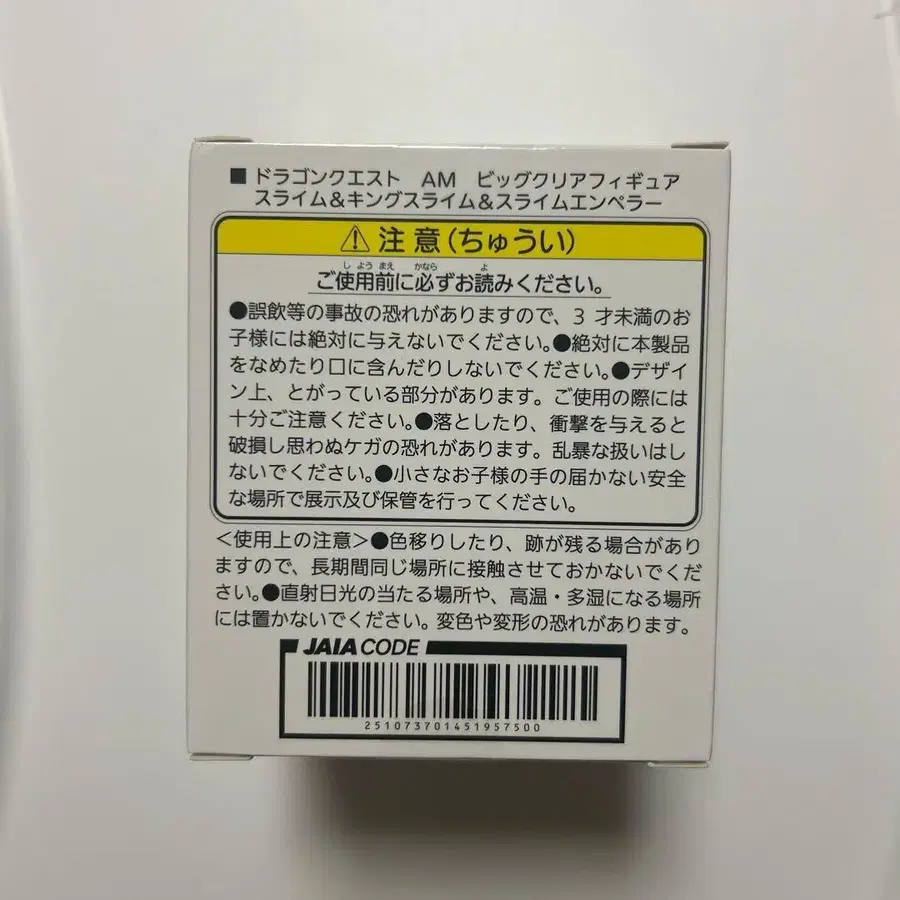 ■ドラゴンクエスト　AM　ビッグクリアフィギュア
スライム&キングスライム&スライムエンペラー
⚠注意(ちゅうい)
しようまえ　かなら　よ
ご使用前に必ずお読みください。
●誤飲等の事故の恐れがありますので、3才未満のお
子様には絶対に与えないでください。●絶対に本製品
をなめたり口に含んだりしないでください。●デザイ
ン上、とがっている部分があります。ご使用の際には
十分ご注意ください。●落としたり、衝撃を与えると
破損し思わぬケガの恐れがあります。乱暴な扱いはし
ないでください。●小さなお子様の手の届かない安全
な場所で展示及び保管を行ってください。
<使用上の注意>●色移りしたり、跡が残る場合があり
ますので、長期間同じ場所に接触させておかないでくだ
さい。●直射日光の当たる場所や、高温・多湿になる場所
には置かないでください。変色や変形の恐れがあります。
JAIA CODE
251073701451957500